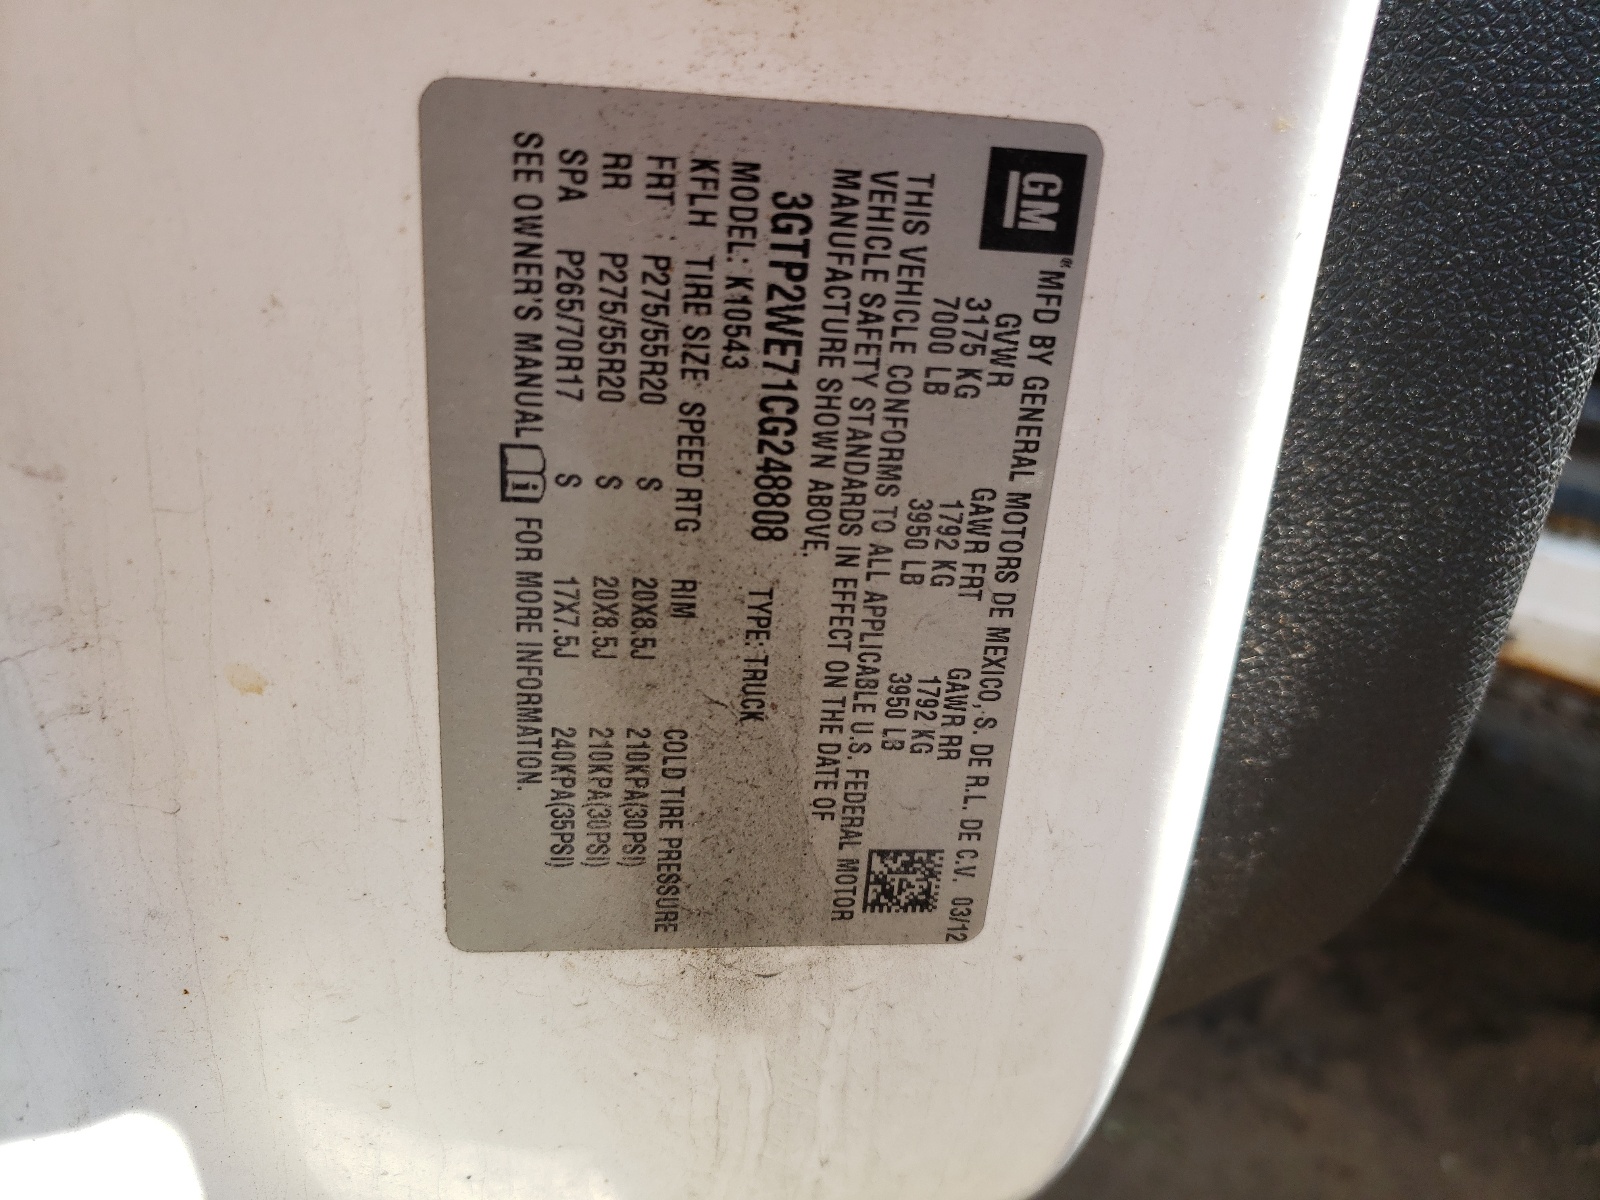 GM® MFD BY GENERAL MOTORS DE MEXICO, S. DE R.L. DE C.V. 03/12
GVWR GAWR FRT GAWR RR
3175 KG 1792 KG 1792 KG
7000 LB 3950 LB 3950 LB
THIS VEHICLE CONFORMS TO ALL APPLICABLE U.S. FEDERAL MOTOR
VEHICLE SAFETY STANDARDS IN EFFECT ON THE DATE OF
MANUFACTURE SHOWN ABOVE.
3GTP2WE71CG248808 TYPE: TRUCK
MODEL: K10543
KFLH TIRE SIZE SPEED RTG RIM COLD TIRE PRESSURE
FRT P275/55R20 S 20X8.5J 210KPA(30PSI)
RR P275/55R20 S 20X8.5J 210KPA(30PSI)
SPA P265/70R17 S 17X7.5J 240KPA(35PSI)
SEE OWNER'S MANUAL i FOR MORE INFORMATION.